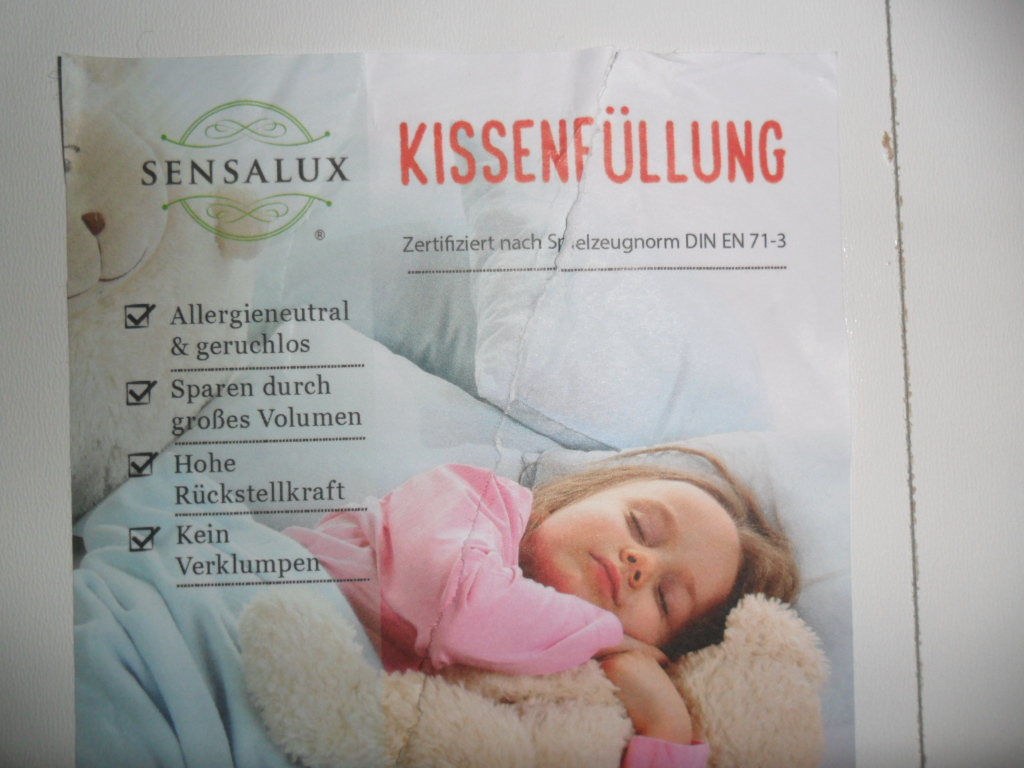 SENSALUX
®
KISSENFÜLLUNG
Zertifiziert nach Spielzeugnorm DIN EN 71-3
Allergieneutral
& geruchlos
Sparen durch
großes Volumen
Hohe
Rückstellkraft
Kein
Verklumpen